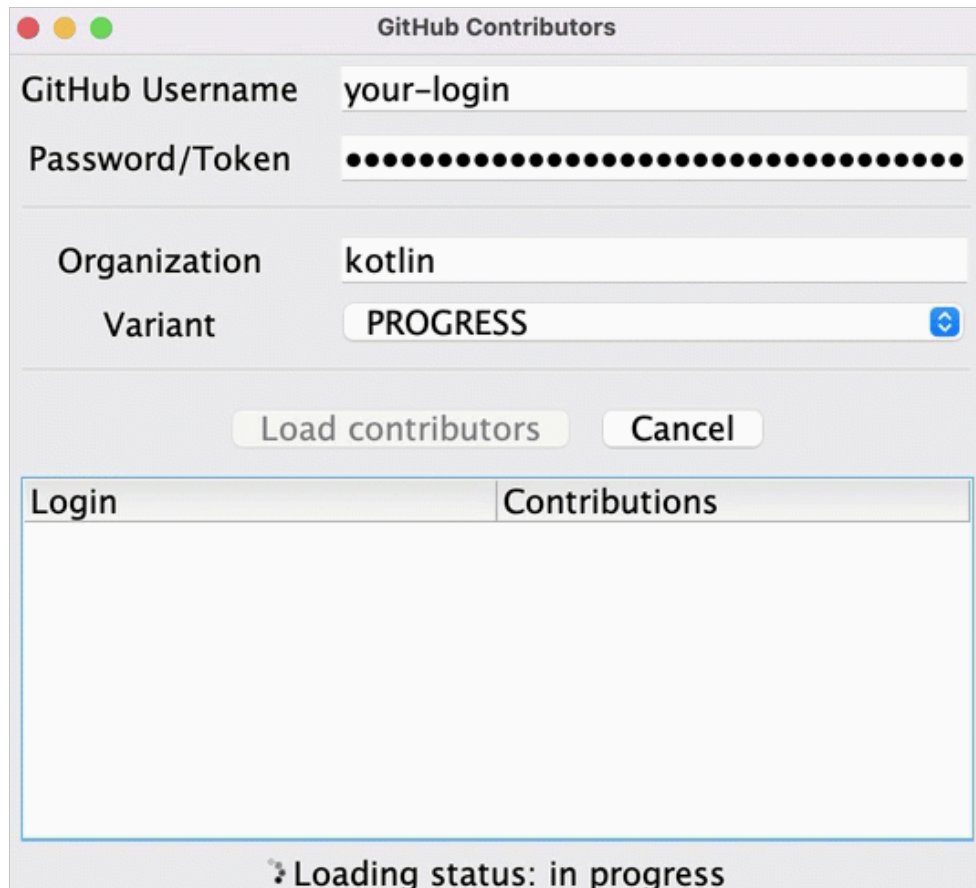 GitHub Contributors
GitHub Username your-login
Password/Token ••••••••••••••••••••••••••••••••••
Organization kotlin
Variant PROGRESS
Load contributors Cancel
Login Contributions
Loading status: in progress